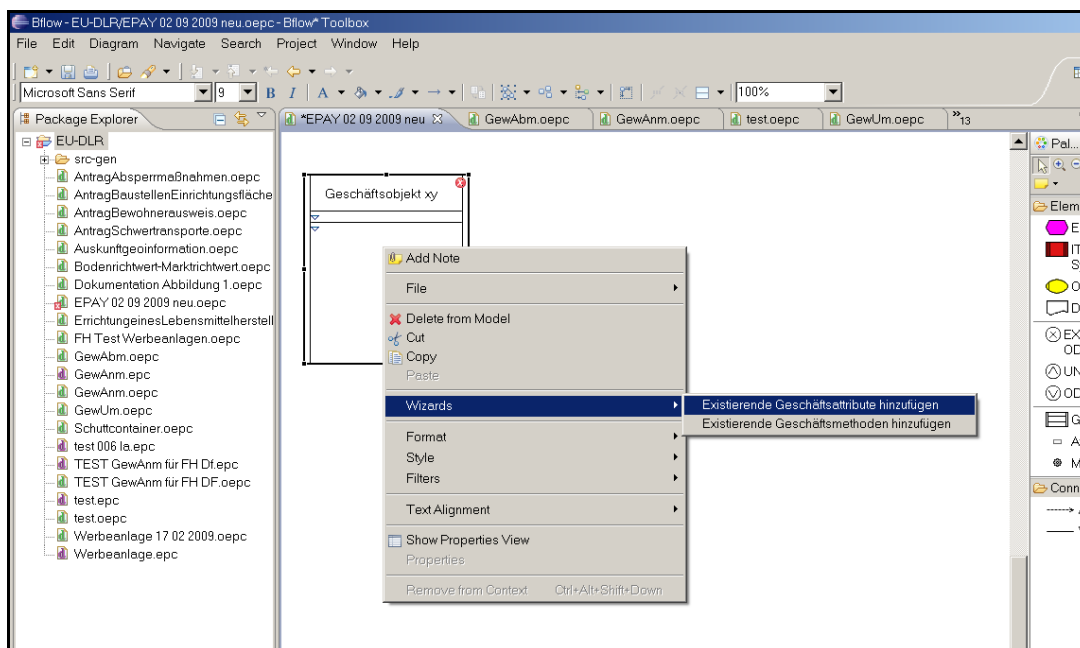 Bflow - EU-DLR/EPAY 02 09 2009 neu.oepc - Bflow* Toolbox
File Edit Diagram Navigate Search Project Window Help
Microsoft Sans Serif 9 B I A 100%
Package Explorer
*EPAY 02 09 2009 neu GewAbm.oepc GewAnm.oepc test.oepc GewUm.oepc »13
Pal...
EU-DLR
src-gen
AntragAbsperrmaßnahmen.oepc
AntragBaustellenEinrichtungsfläche
AntragBewohnerausweis.oepc
AntragSchwertransporte.oepc
Auskunftgeoinformation.oepc
Bodenrichtwert-Marktrichtwert.oepc
Dokumentation Abbildung 1.oepc
EPAY 02 09 2009 neu.oepc
ErrichtungeinesLebensmittelherstell
FH Test Werbeanlagen.oepc
GewAbm.oepc
GewAnm.epc
GewAnm.oepc
GewUm.oepc
Schuttcontainer.oepc
test 006 la.epc
TEST GewAnm für FH Df.epc
TEST GewAnm für FH DF.oepc
test.epc
test.oepc
Werbeanlage 17 02 2009.oepc
Werbeanlage.epc
Geschäftsobjekt xy
Add Note
File
Delete from Model
Cut
Copy
Paste
Wizards
Existierende Geschäftsattribute hinzufügen
Existierende Geschäftsmethoden hinzufügen
Format
Style
Filters
Text Alignment
Show Properties View
Properties
Remove from Context Ctrl+Alt+Shift+Down
Elem
E
IT
S
O
D
EX
OD
UN
OD
G
A
M
Conn